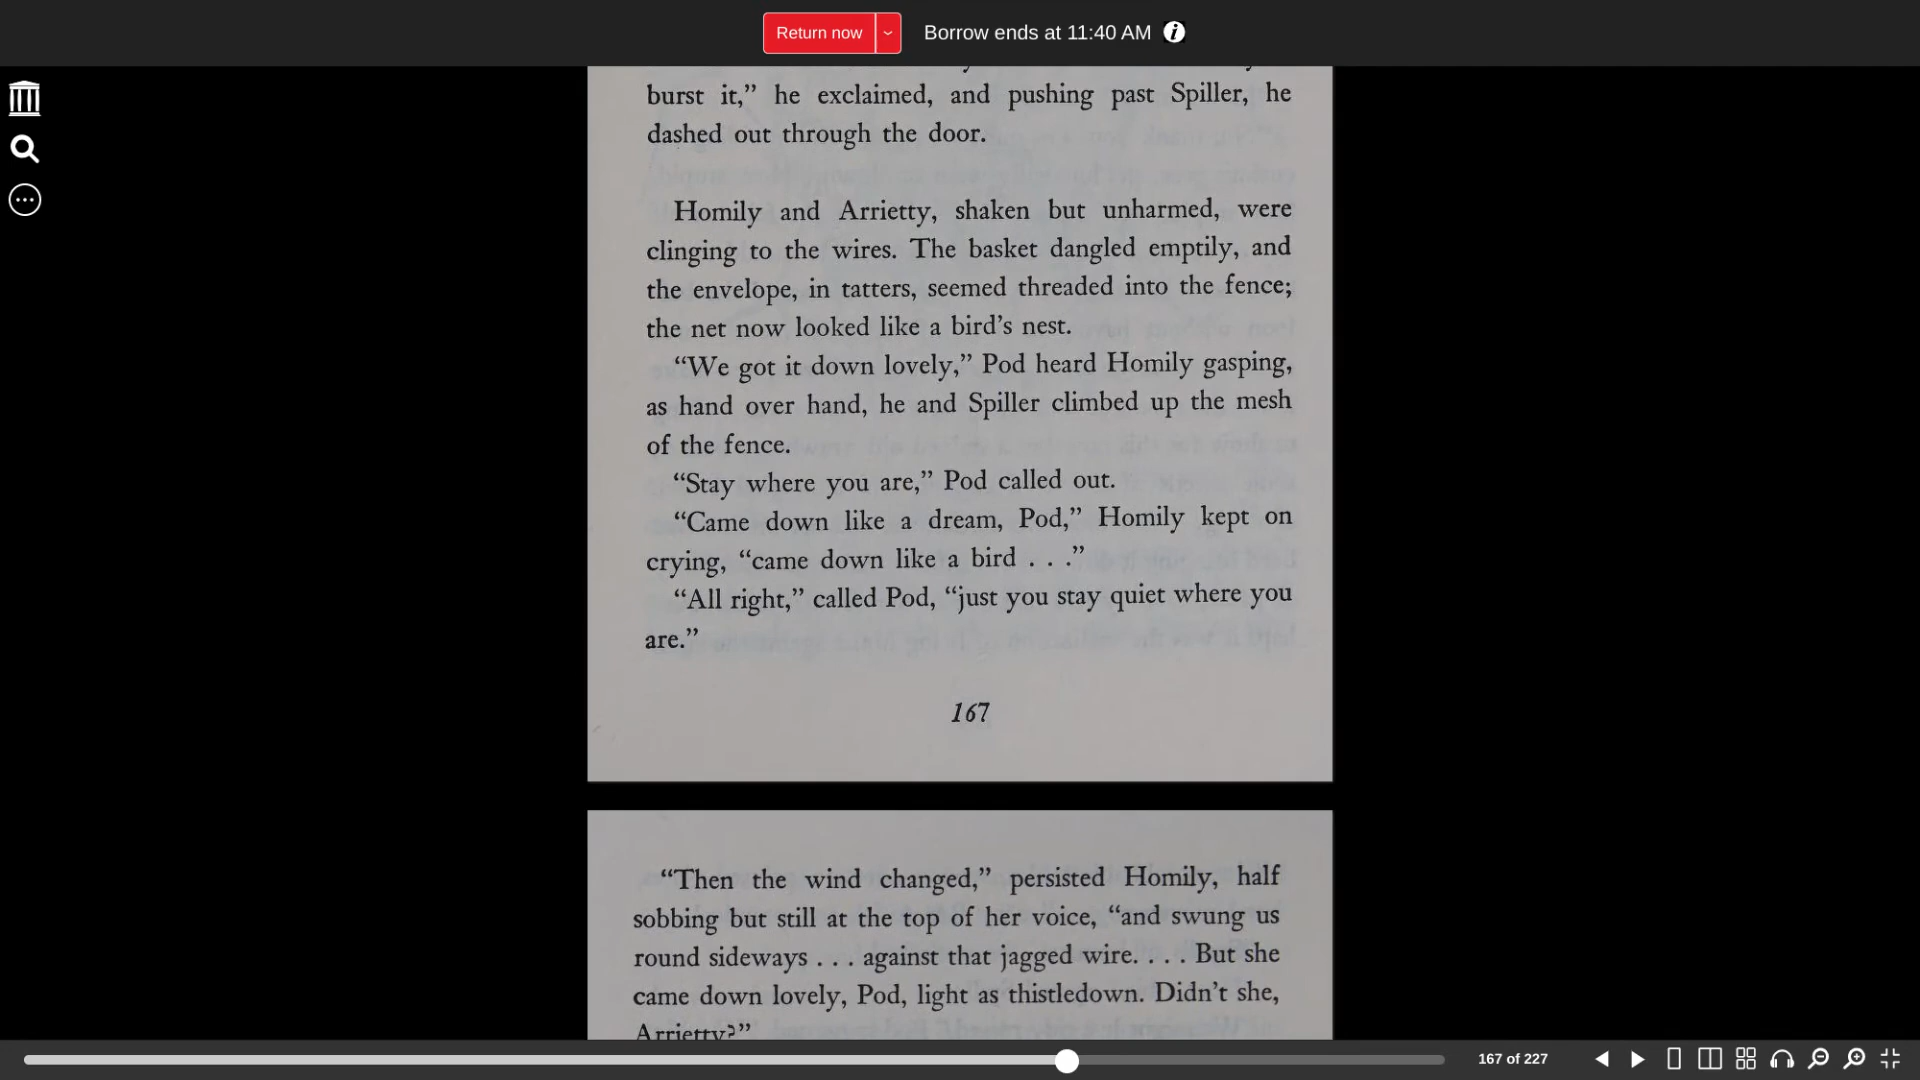 Return now
Borrow ends at 11:40 AM
burst it,” he exclaimed, and pushing past Spiller, he
dashed out through the door.
Homily and Arrietty, shaken but unharmed, were
clinging to the wires. The basket dangled emptily, and
the envelope, in tatters, seemed threaded into the fence;
the net now looked like a bird’s nest.
“We got it down lovely,” Pod heard Homily gasping,
as hand over hand, he and Spiller climbed up the mesh
of the fence.
“Stay where you are,” Pod called out.
“Came down like a dream, Pod,” Homily kept on
crying, “came down like a bird . . .”
“All right,” called Pod, “just you stay quiet where you
are.”
167
“Then the wind changed,” persisted Homily, half
sobbing but still at the top of her voice, “and swung us
round sideways . . . against that jagged wire. . . . But she
came down lovely, Pod, light as thistledown. Didn’t she,
Arrietty?”
167 of 227